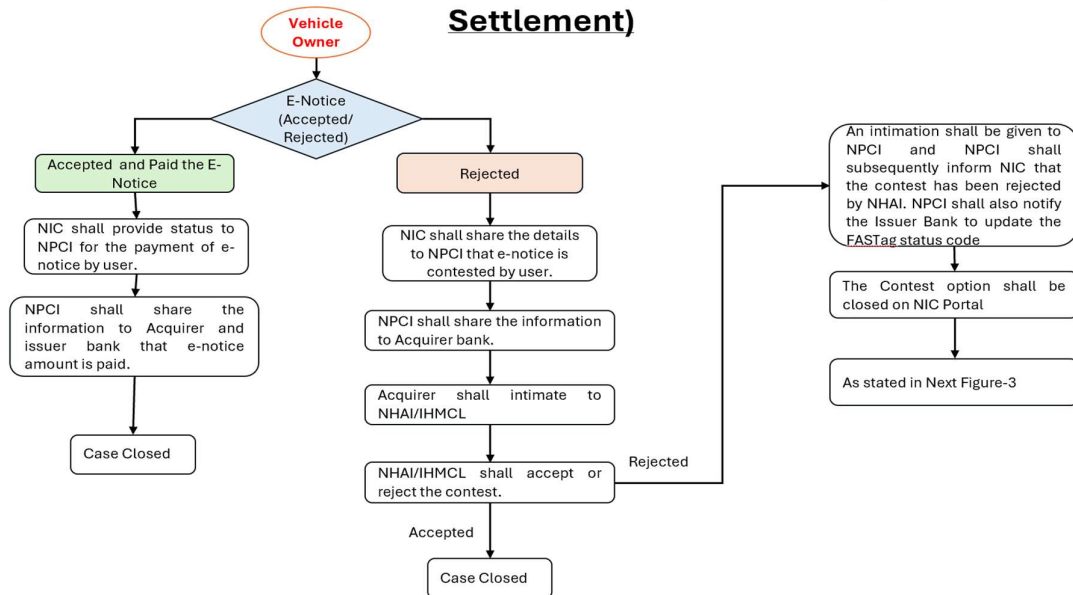 Settlement)
Vehicle
Owner
E-Notice
(Accepted/
Rejected)
Accepted and Paid the E-
Notice
NIC shall provide status to
NPCI for the payment of e-
notice by user.
NPCI shall share the
information to Acquirer and
issuer bank that e-notice
amount is paid.
Case Closed
Rejected
NIC shall share the details
to NPCI that e-notice is
contested by user.
NPCI shall share the information
to Acquirer bank.
Acquirer shall intimate to
NHAI/IHMCL
NHAI/IHMCL shall accept or
reject the contest.
Accepted
Case Closed
Rejected
An intimation shall be given to
NPCI and NPCI shall
subsequently inform NIC that
the contest has been rejected
by NHAI. NPCI shall also notify
the Issuer Bank to update the
FASTag status code
The Contest option shall be
closed on NIC Portal
As stated in Next Figure-3